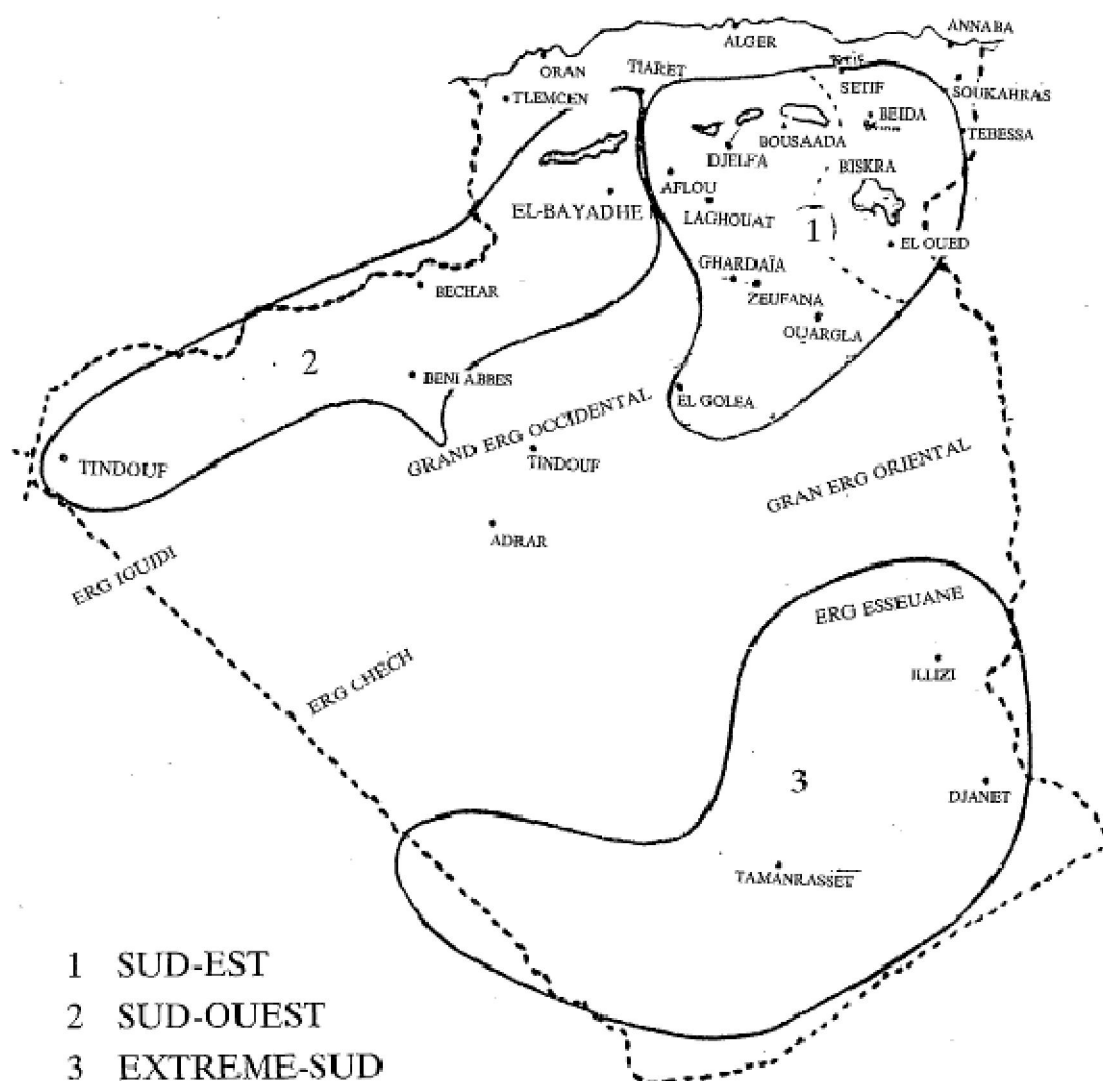 ANNABA
ALGER
ORAN
TIARET
SETIF
TLEMCEN
SOUKAHRAS
BEIDA
TEBESSA
BOUSAADA
DJELFA
BISKRA
AFLOU
EL-BAYADHE
LAGHOUAT
1
EL OUED
GHARDAÏA
BECHAR
ZEUFANA
OUARGLA
2
BENI ABBES
EL GOLEA
GRAND ERG OCCIDENTAL
TINDOUF
TINDOUF
GRAN ERG ORIENTAL
ADRAR
ERG IGUIDI
ERG ESSEUANE
ILLIZI
ERG CHECH
3
DJANET
TAMANRASSET
1 SUD-EST
2 SUD-OUEST
3 EXTREME-SUD